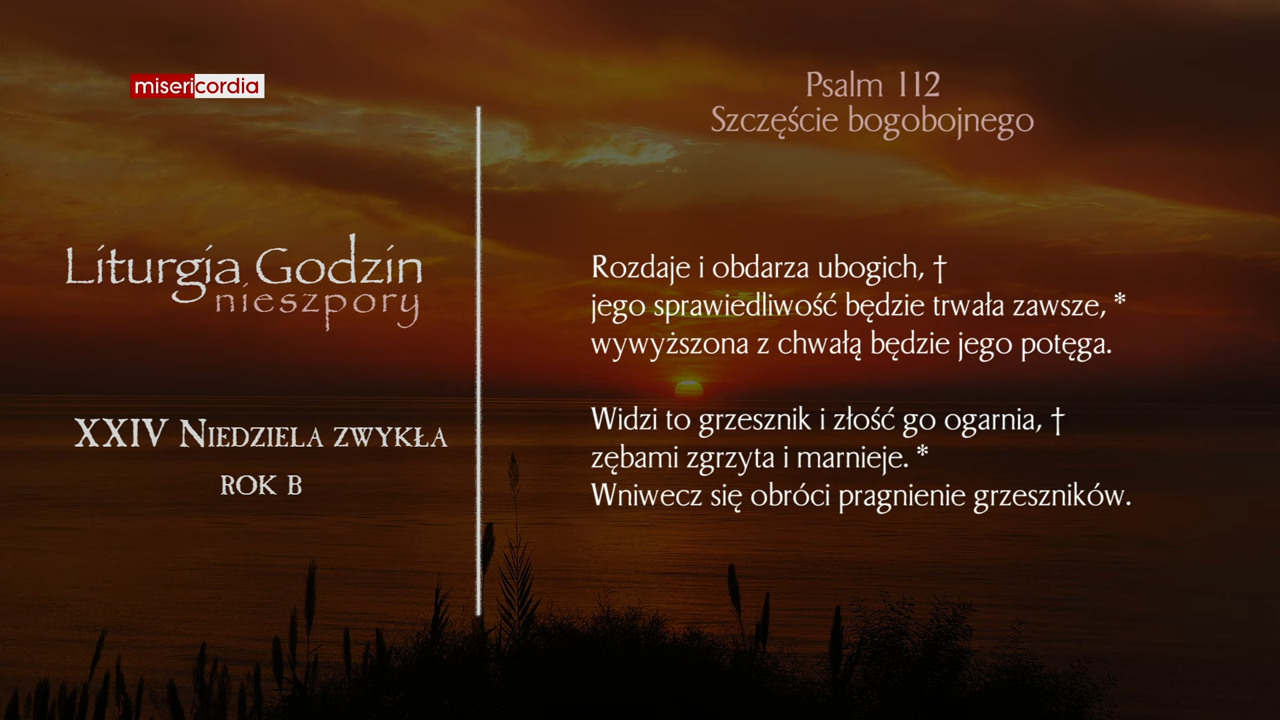 misericordia
Liturgia Godzin
nieszpory
XXIV Niedziela zwykła
rok B
Psalm 112
Szczęście bogobojnego
Rozdaje i obdarza ubogich, †
jego sprawiedliwość będzie trwała zawsze, *
wywyższona z chwałą będzie jego potęga.
Widzi to grzesznik i złość go ogarnia, †
zębami zgrzyta i marnieje. *
Wniwecz się obróci pragnienie grzeszników.